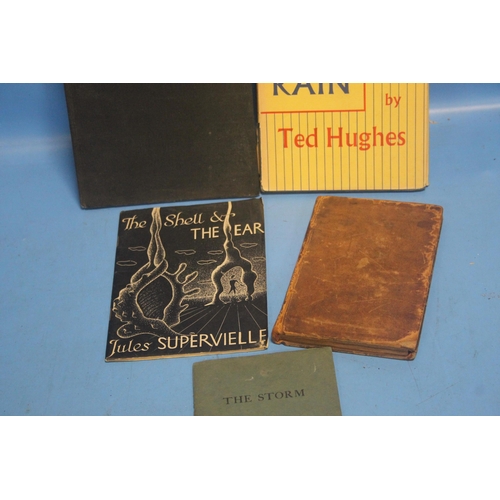 RAIN
by
Ted Hughes
The Shell &
THE EAR
Jules SUPERVIELLE
THE STORM